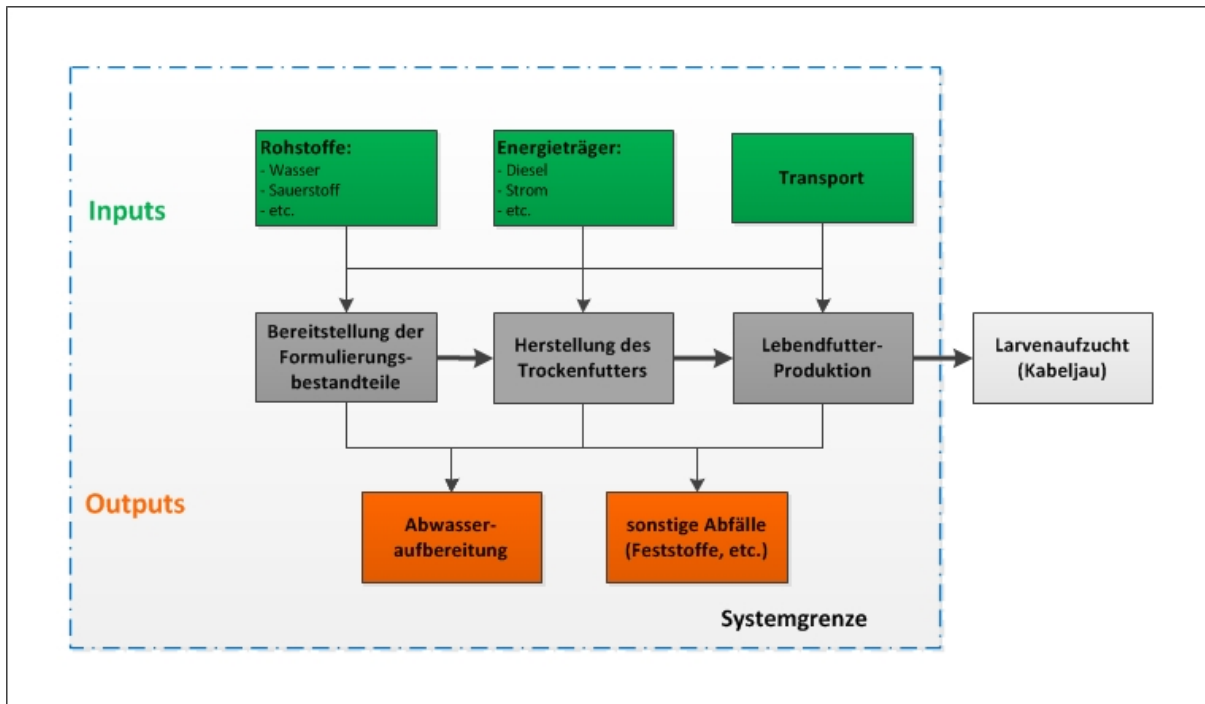 Rohstoffe:
- Wasser
- Sauerstoff
- etc.
Energieträger:
- Diesel
- Strom
- etc.
Transport
Inputs
Bereitstellung der
Formulierungs-
bestandteile
Herstellung des
Trockenfutters
Lebendfutter-
Produktion
Larvenaufzucht
(Kabeljau)
Outputs
Abwasser-
aufbereitung
sonstige Abfälle
(Feststoffe, etc.)
Systemgrenze